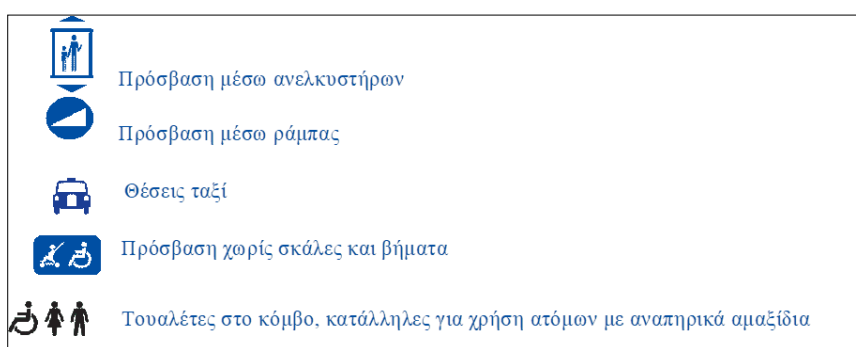 Πρόσβαση μέσω ανελκυστήρων
Πρόσβαση μέσω ράμπας
Θέσεις ταξί
Πρόσβαση χωρίς σκάλες και βήματα
Τουαλέτες στο κόμβο, κατάλληλες για χρήση ατόμων με αναπηρικά αμαξίδια